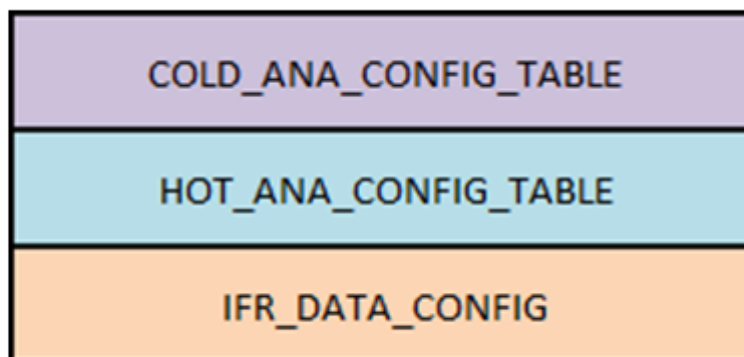 COLD_ANA_CONFIG_TABLE
HOT_ANA_CONFIG_TABLE
IFR_DATA_CONFIG